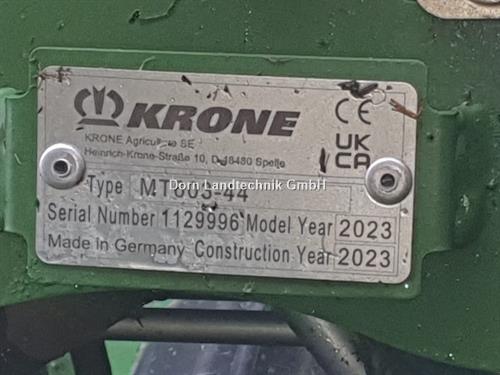 KRONE
CE
KRONE Agriculture SE
Heinrich-Krone-Straße 10, D-48480 Spelle
UK
CA
Dorn Landtechnik GmbH
Type
Serial Number 1129996 Model Year 2023
Made in Germany Construction Year 2023